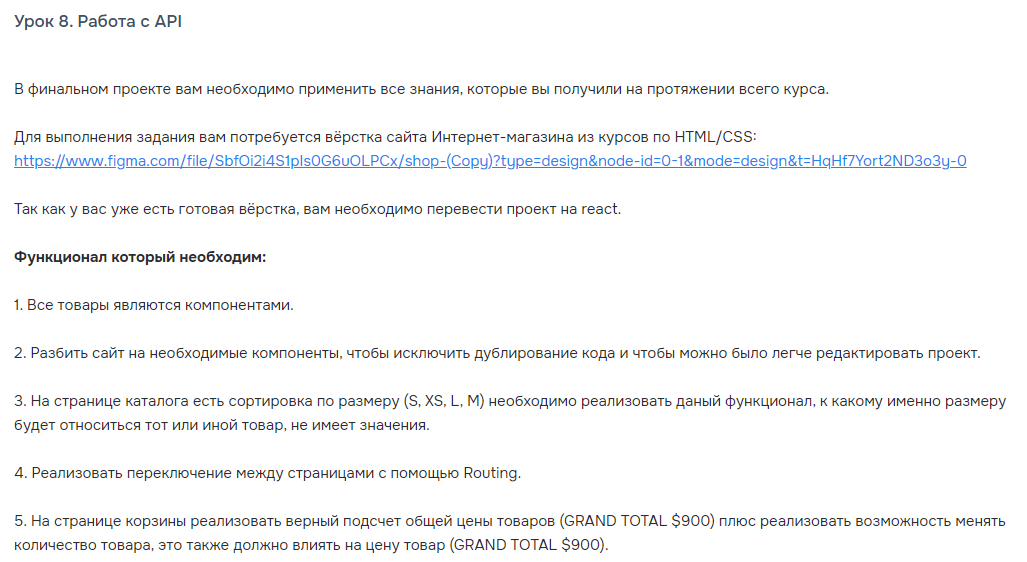 Урок 8. Работа с API
В финальном проекте вам необходимо применить все знания, которые вы получили на протяжении всего курса.
Для выполнения задания вам потребуется вёрстка сайта Интернет-магазина из курсов по HTML/CSS:
https://www.figma.com/file/SbfOi2i4S1pls0G6uOLPCx/shop-(Copy)?type=design&node-id=0-1&mode=design&t=HqHf7Yort2ND3o3y-0
Так как у вас уже есть готовая вёрстка, вам необходимо перевести проект на react.
Функционал который необходим:
1. Все товары являются компонентами.
2. Разбить сайт на необходимые компоненты, чтобы исключить дублирование кода и чтобы можно было легче редактировать проект.
3. На странице каталога есть сортировка по размеру (S, XS, L, M) необходимо реализовать даный функционал, к какому именно размеру
будет относиться тот или иной товар, не имеет значения.
4. Реализовать переключение между страницами с помощью Routing.
5. На странице корзины реализовать верный подсчет общей цены товаров (GRAND TOTAL $900) плюс реализовать возможность менять
количество товара, это также должно влиять на цену товар (GRAND TOTAL $900).